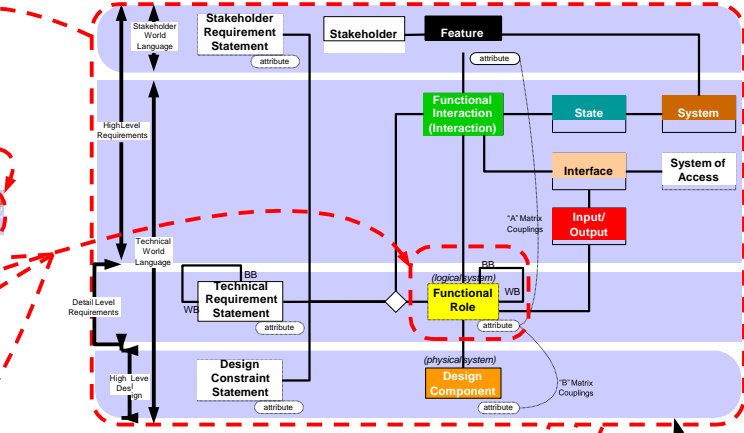 Stakeholder
World
Language
Stakeholder
Requirement
Statement
attribute
Stakeholder
Feature
attribute
High Level
Requirements
Functional
Interaction
(Interaction)
State
System
Interface
System of
Access
Input/
Output
"A" Matrix
Couplings
Technical
World
Language
Detail Level
Requirements
BB
WB
Technical
Requirement
Statement
attribute
(logical system)
BB
WB
Functional
Role
attribute
High Level
Design
Design
Constraint
Statement
attribute
(physical system)
Design
Component
attribute
"B" Matrix
Couplings